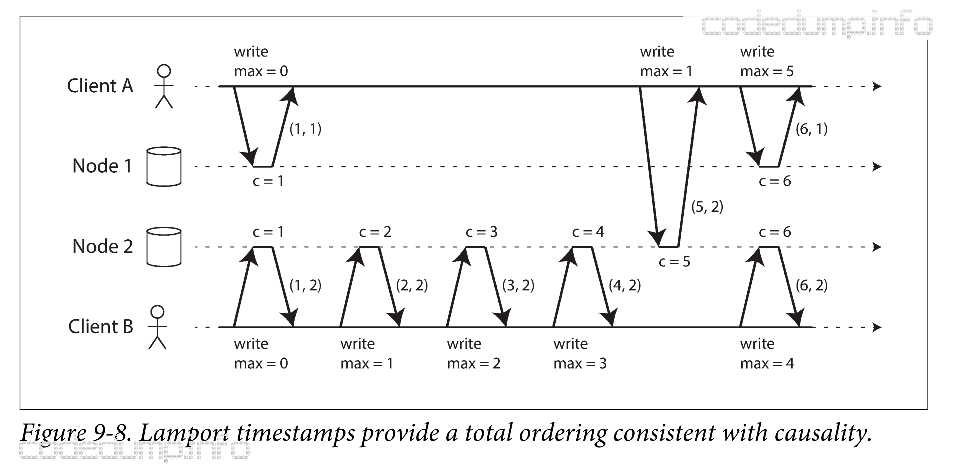 codedump.info
write write write
max = 0 max = 1 max = 5
Client A
(1, 1) (6, 1)
Node 1
c = 1 c = 6
(5, 2)
c = 1 c = 2 c = 3 c = 4 c = 6
Node 2
c = 5
(1, 2) (2, 2) (3, 2) (4, 2) (6, 2)
Client B
write write write write write
max = 0 max = 1 max = 2 max = 3 max = 4
Figure 9-8. Lamport timestamps provide a total ordering consistent with causality.
codedump.info